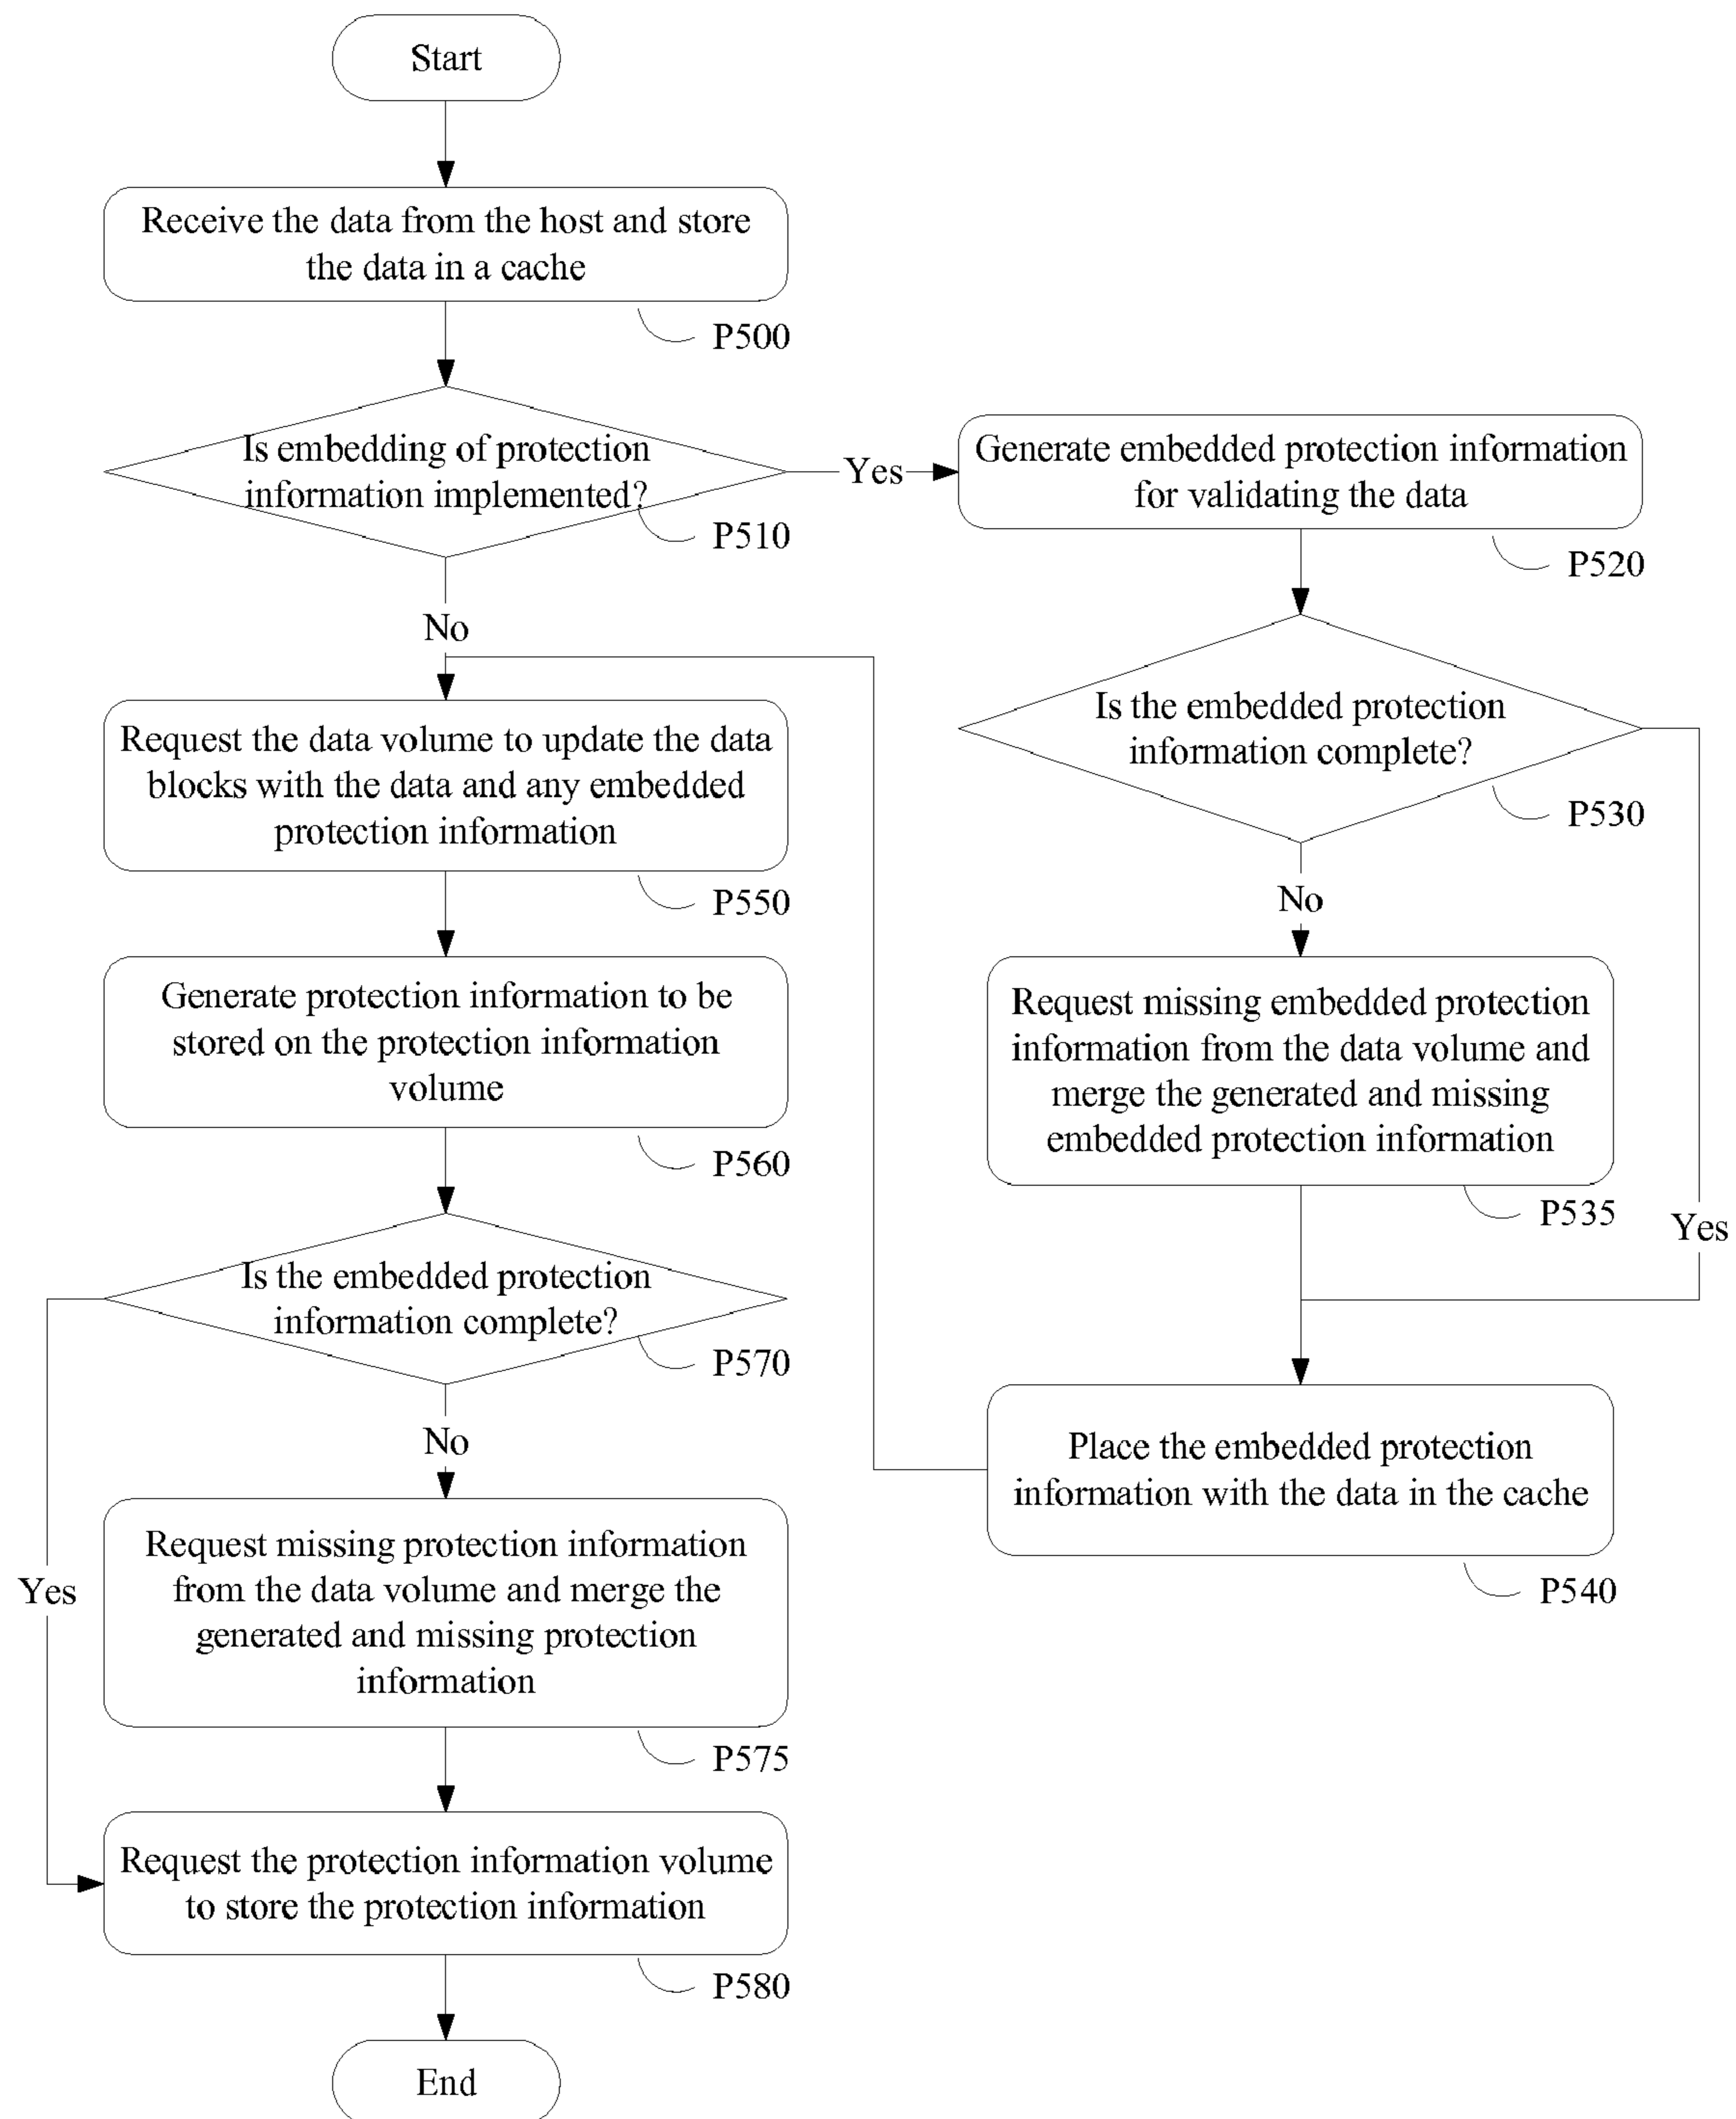 Start
Receive the data from the host and store
the data in a cache
P500
Is embedding of protection
information implemented?
P510
Yes
No
Generate embedded protection information
for validating the data
P520
Is the embedded protection
information complete?
P530
No
Yes
Request missing embedded protection
information from the data volume and
merge the generated and missing
embedded protection information
P535
Place the embedded protection
information with the data in the cache
P540
Request the data volume to update the data
blocks with the data and any embedded
protection information
P550
Generate protection information to be
stored on the protection information
volume
P560
Is the embedded protection
information complete?
P570
No
Yes
Request missing protection information
from the data volume and merge the
generated and missing protection
information
P575
Request the protection information volume
to store the protection information
P580
End